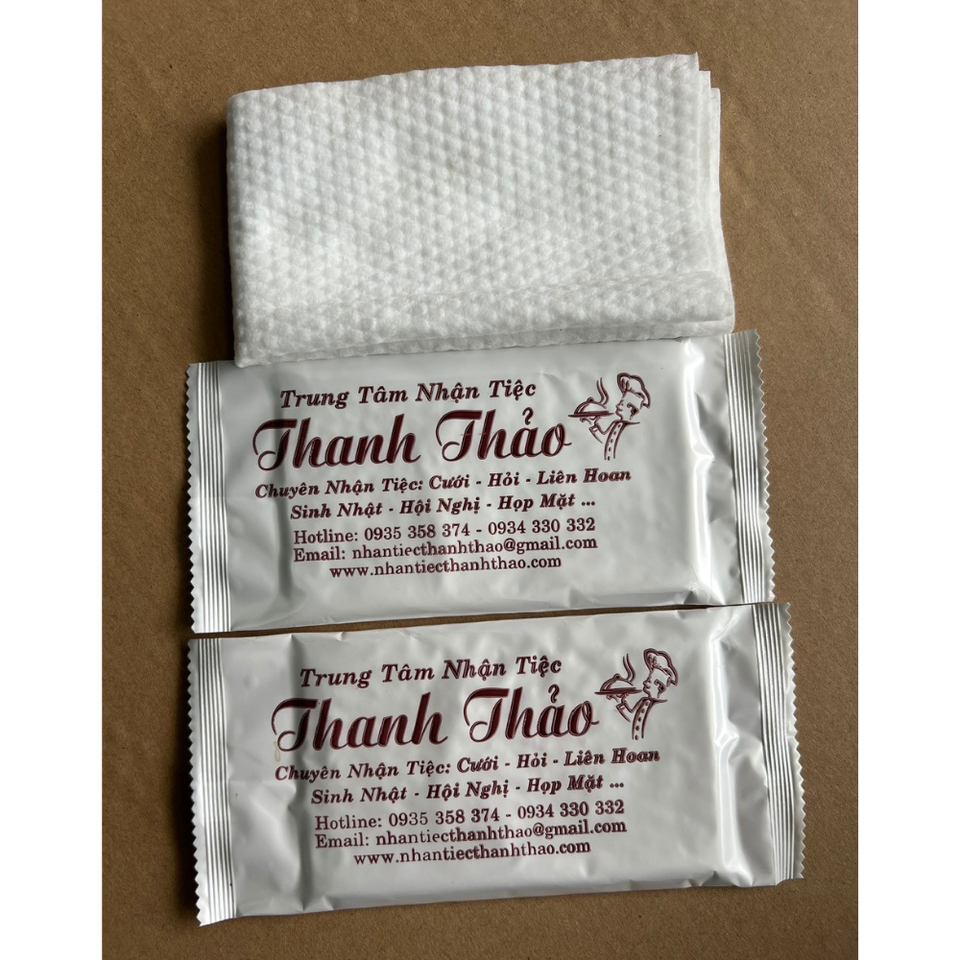 Trung Tâm Nhận Tiệc
Thanh Thảo
Chuyên Nhận Tiệc: Cưới - Hỏi - Liên Hoan
Sinh Nhật - Hội Nghị - Họp Mặt ...
Hotline: 0935 358 374 - 0934 330 332
Email: nhantiecthanhthao@gmail.com
www.nhantiecthanhthao.com
Trung Tâm Nhận Tiệc
Thanh Thảo
Chuyên Nhận Tiệc: Cưới - Hỏi - Liên Hoan
Sinh Nhật - Hội Nghị - Họp Mặt ...
Hotline: 0935 358 374 - 0934 330 332
Email: nhantiecthanhthao@gmail.com
www.nhantiecthanhthao.com